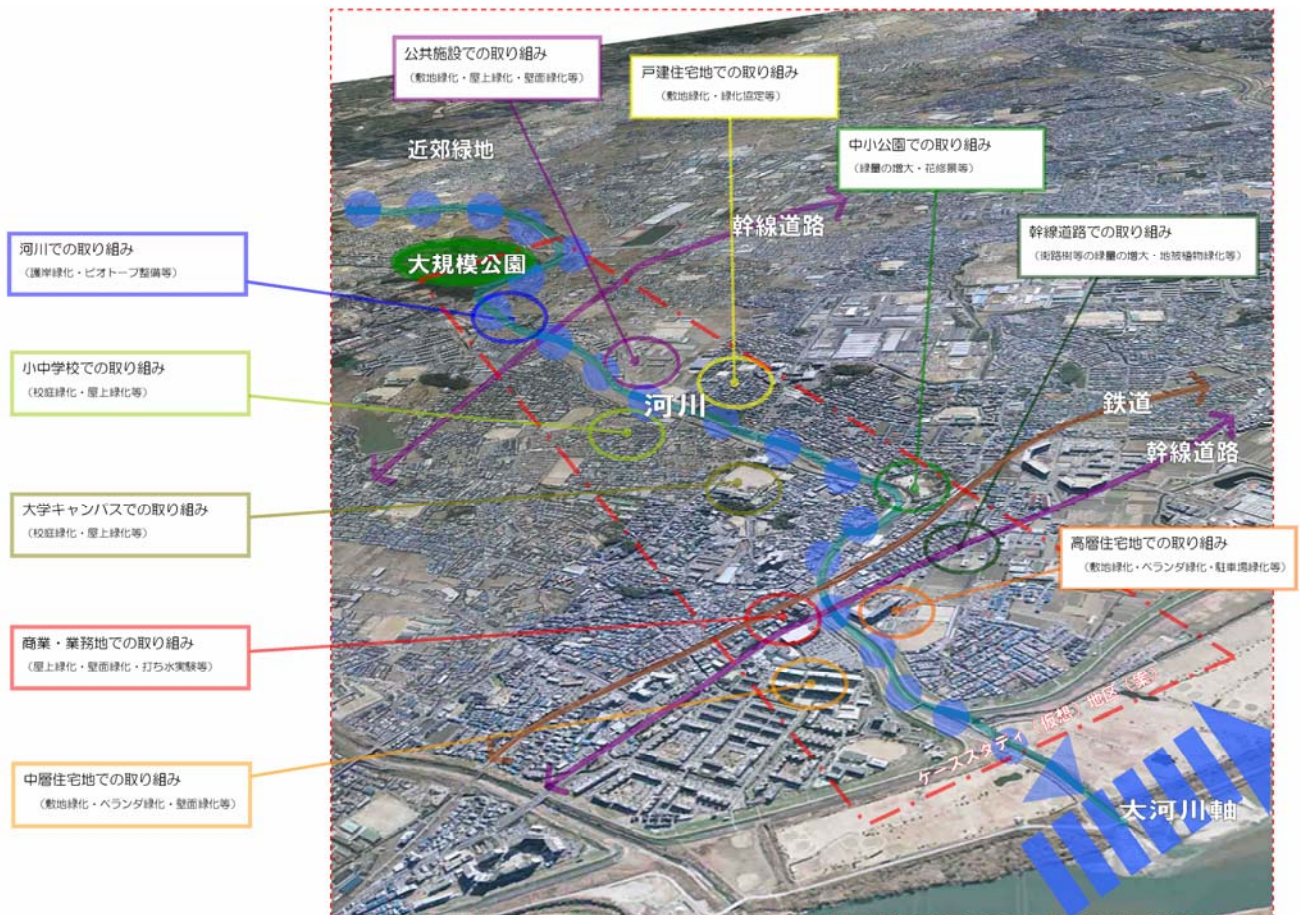 公共施設での取り組み
（敷地緑化・屋上緑化・壁面緑化等）
戸建住宅地での取り組み
（敷地緑化・緑化協定等）
中小公園での取り組み
（緑量の増大・花修景等）
近郊緑地
幹線道路
幹線道路での取り組み
（街路樹等の緑量の増大・地被植物緑化等）
河川での取り組み
（護岸緑化・ビオトープ整備等）
大規模公園
小中学校での取り組み
（校庭緑化・屋上緑化等）
河川
鉄道
幹線道路
大学キャンパスでの取り組み
（校庭緑化・屋上緑化等）
高層住宅地での取り組み
（敷地緑化・ベランダ緑化・駐車場緑化等）
商業・業務地での取り組み
（屋上緑化・壁面緑化・打ち水実験等）
ケーススタディ（仮想）地区（案）
中層住宅地での取り組み
（敷地緑化・ベランダ緑化・壁面緑化等）
大河川軸